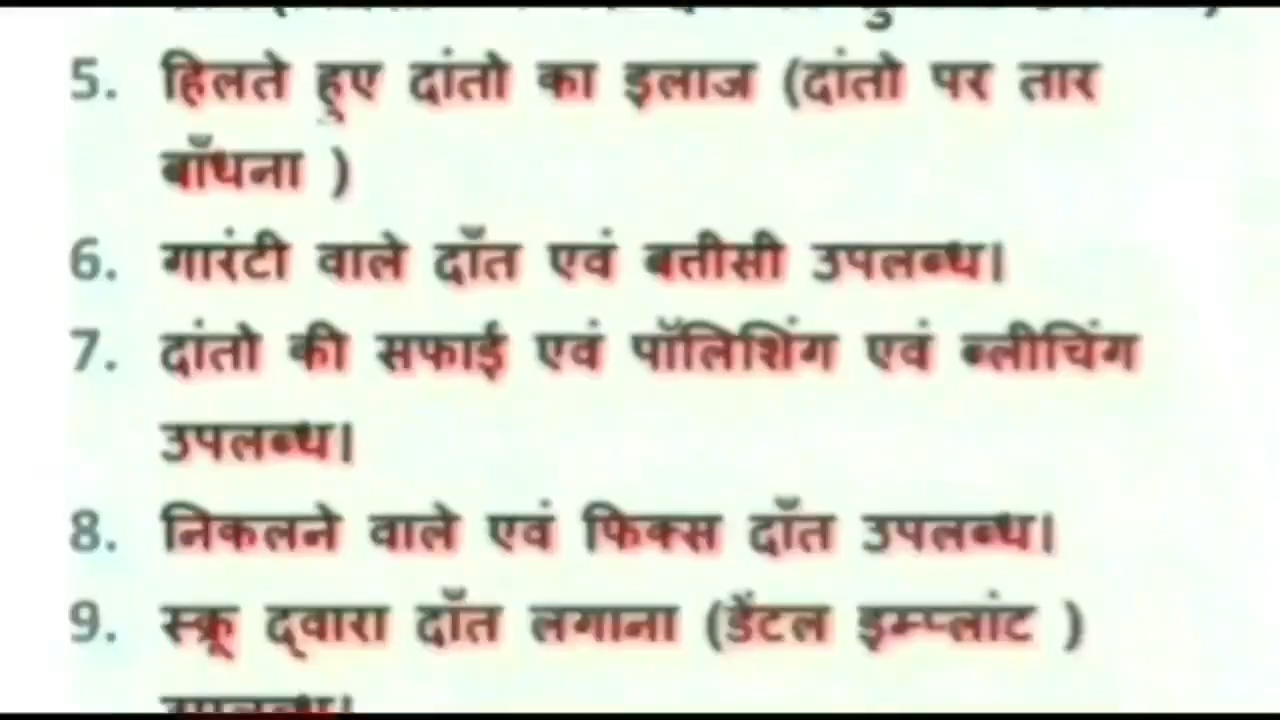 5. हिलते हुए दांतो का इलाज (दांतो पर तार
बाँधना )
6. गारंटी वाले दाँत एवं बतीसी उपलब्ध।
7. दांतो की सफाई एवं पॉलिशिंग एवं ब्लीचिंग
उपलब्ध।
8. निकलने वाले एवं फिक्स दाँत उपलब्ध।
9. स्क्रू द्वारा दाँत लगाना (डेंटल इम्प्लांट )
उपलब्ध।